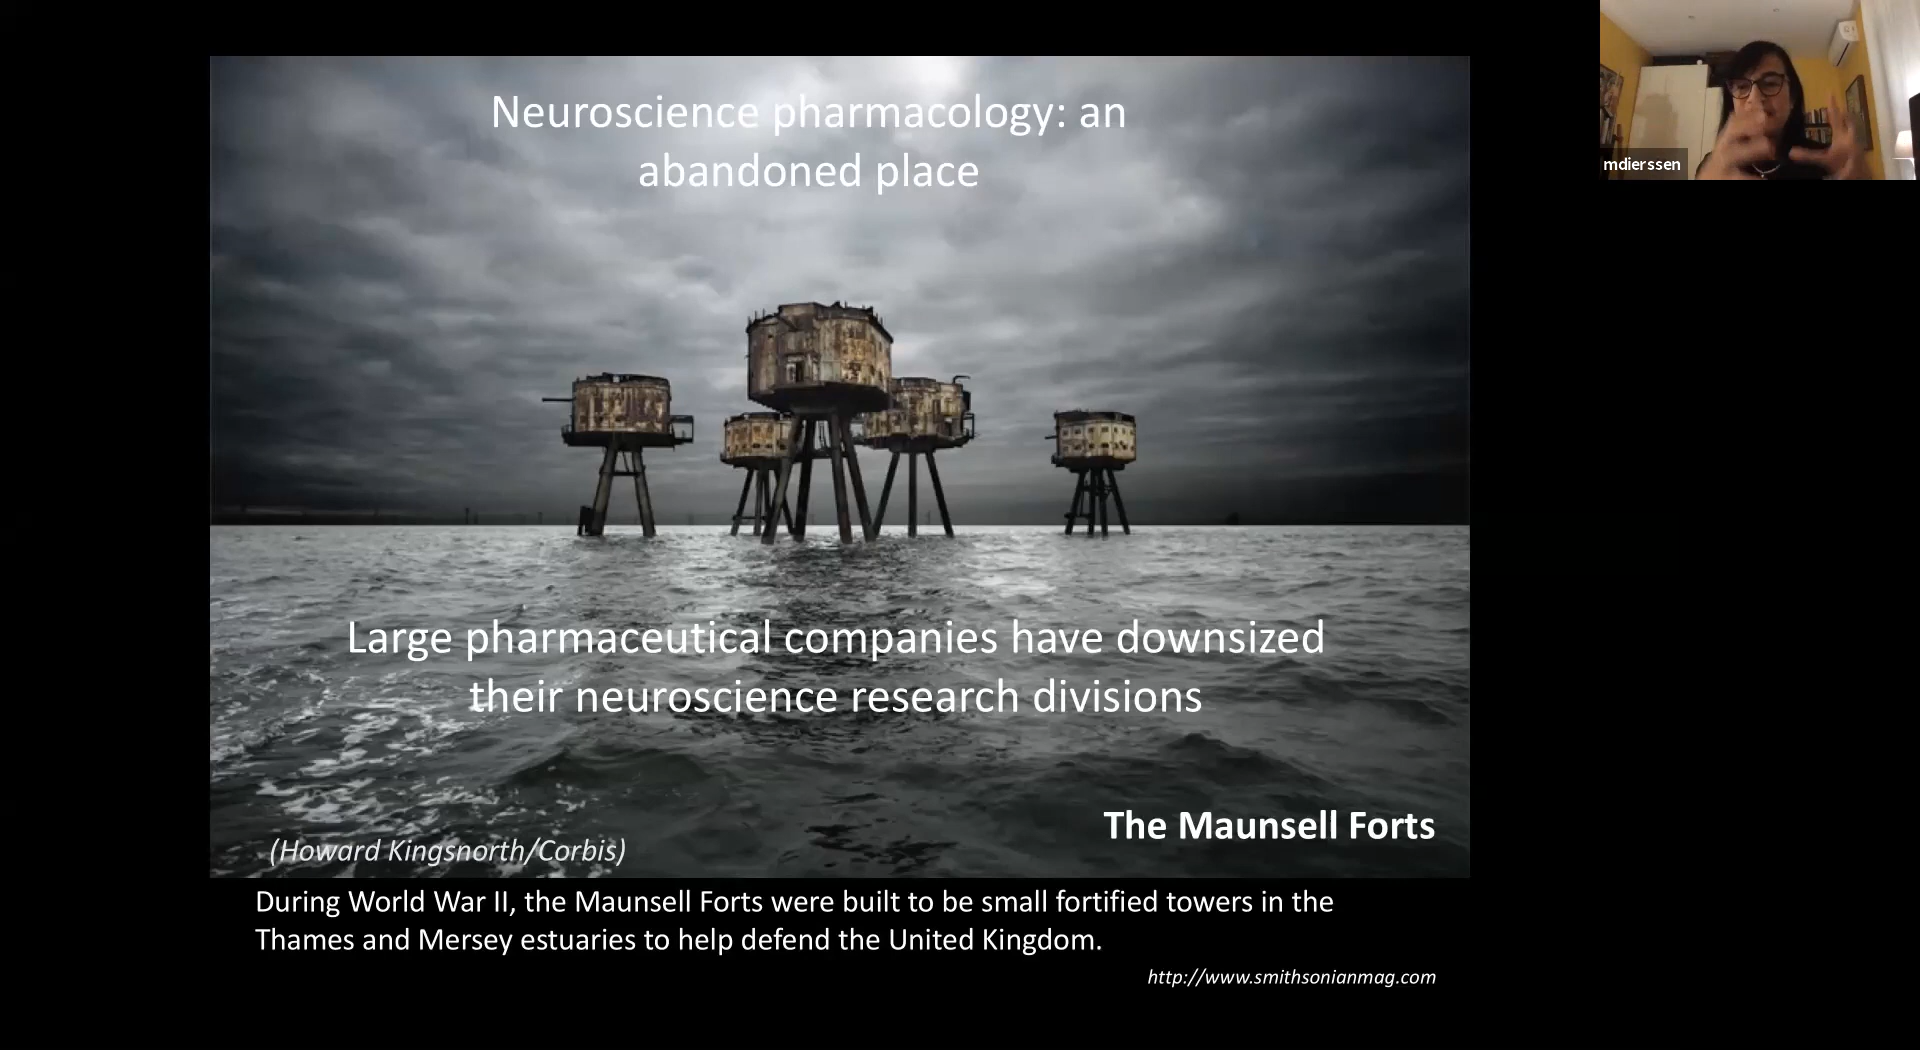 Neuroscience pharmacology: an
abandoned place
mdierssen
Large pharmaceutical companies have downsized
their neuroscience research divisions
The Maunsell Forts
(Howard Kingsnorth/Corbis)
During World War II, the Maunsell Forts were built to be small fortified towers in the
Thames and Mersey estuaries to help defend the United Kingdom.
http://www.smithsonianmag.com